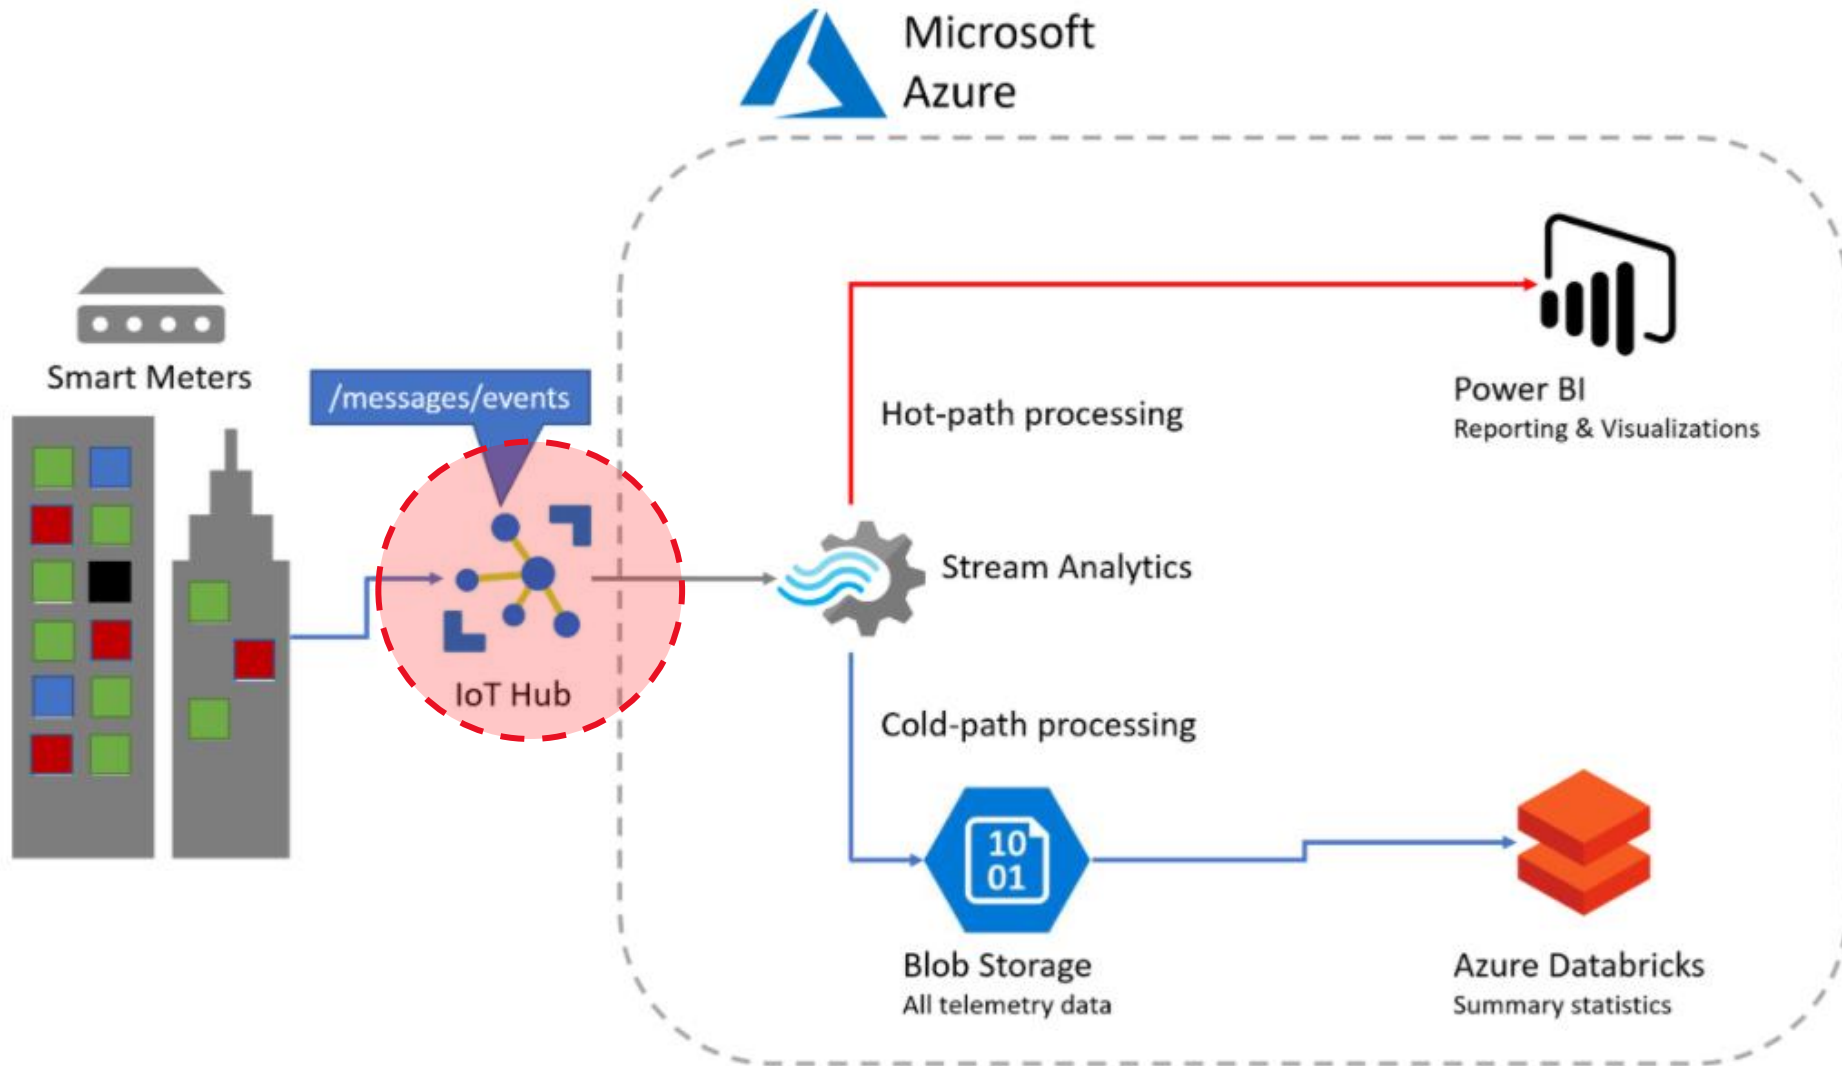 Microsoft
Azure
Smart Meters
/messages/events
IoT Hub
Hot-path processing
Power BI
Reporting & Visualizations
Stream Analytics
Cold-path processing
10
01
Blob Storage
All telemetry data
Azure Databricks
Summary statistics